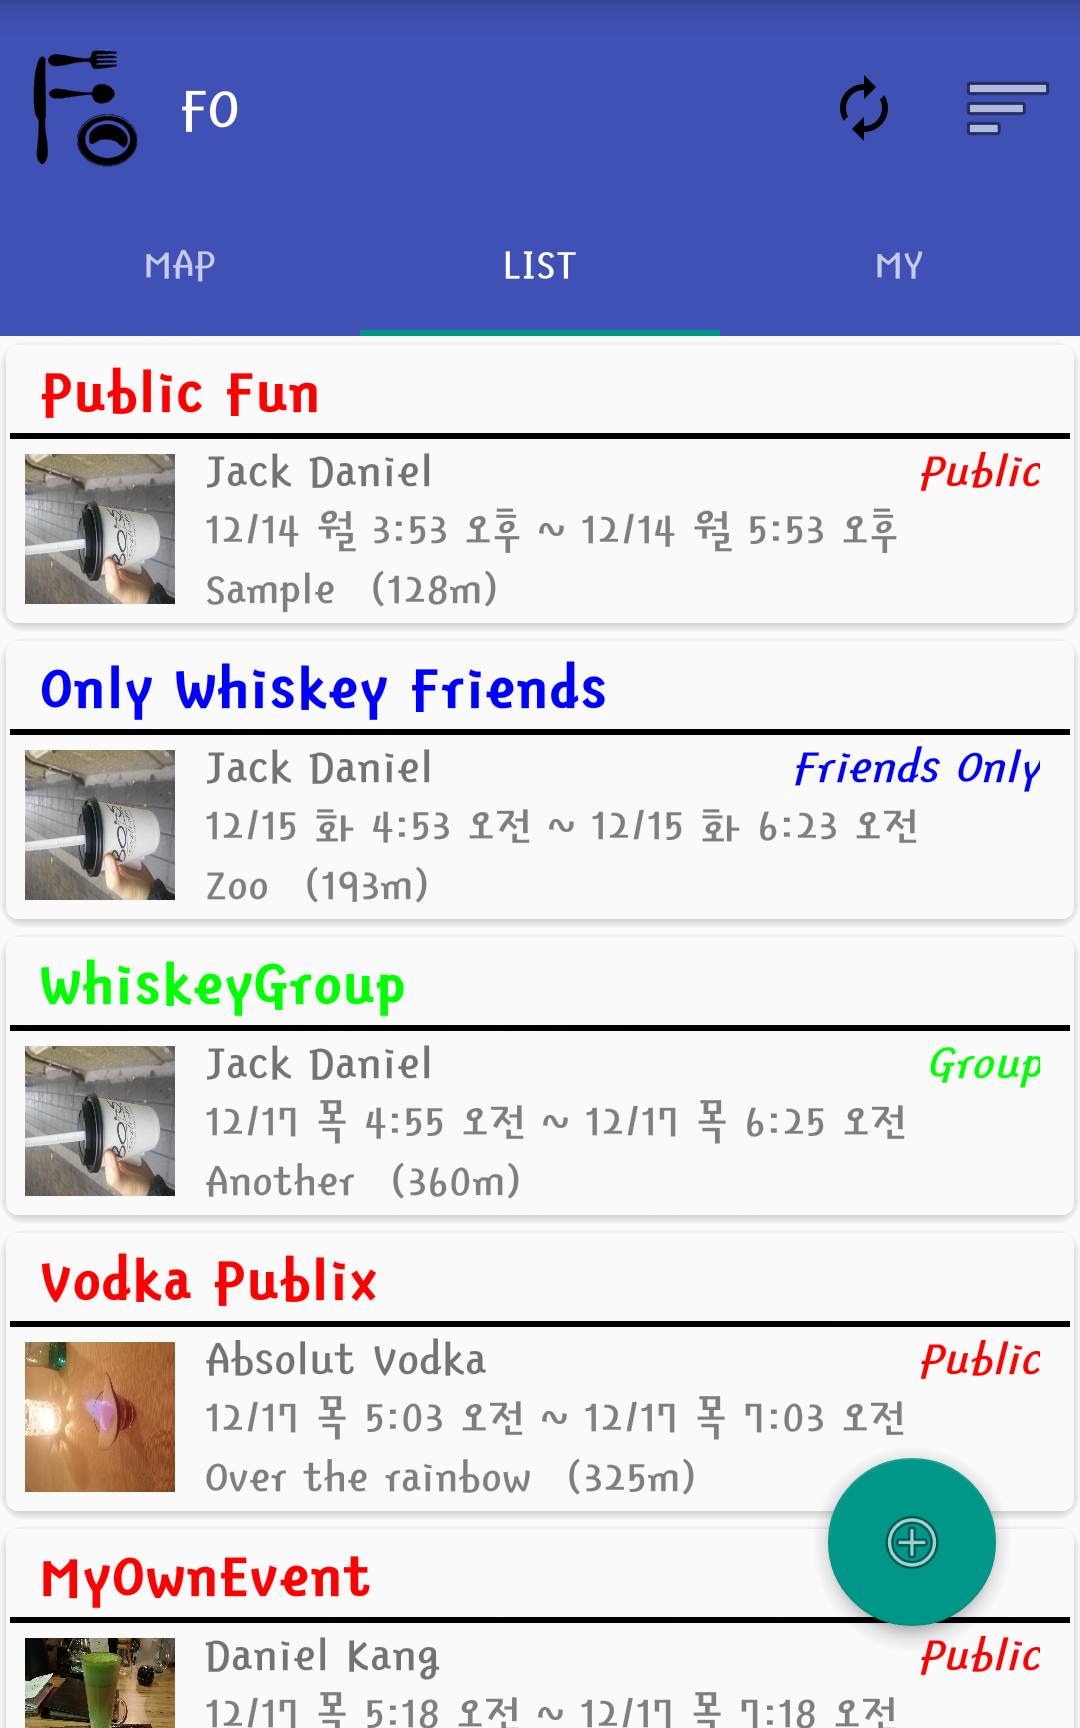 FO
MAP LIST MY
Public Fun
Jack Daniel Public
12/14 월 3:53 오후 ~ 12/14 월 5:53 오후
Sample (128m)
Only Whiskey Friends
Jack Daniel Friends Only
12/15 화 4:53 오전 ~ 12/15 화 6:23 오전
Zoo (193m)
WhiskeyGroup
Jack Daniel Group
12/17 목 4:55 오전 ~ 12/17 목 6:25 오전
Another (360m)
Vodka Publix
Absolut Vodka Public
12/17 목 5:03 오전 ~ 12/17 목 7:03 오전
Over the rainbow (325m)
MyOwnEvent
Daniel Kang Public
12/17 목 5:18 오전 ~ 12/17 목 7:18 오전